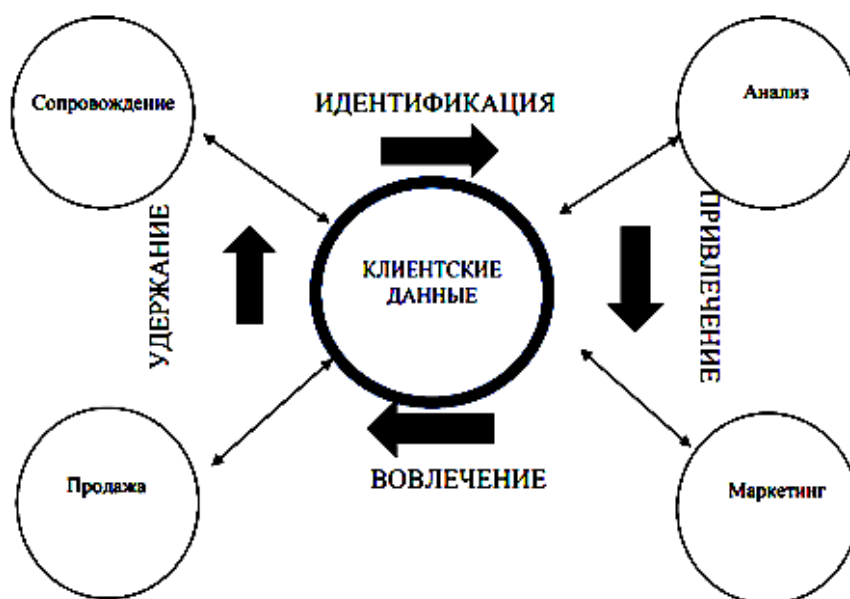 Сопровождение
ИДЕНТИФИКАЦИЯ
Анализ
УДЕРЖАНИЕ
КЛИЕНТСКИЕ
ДАННЫЕ
ПРИВЛЕЧЕНИЕ
Продажа
ВОВЛЕЧЕНИЕ
Маркетинг